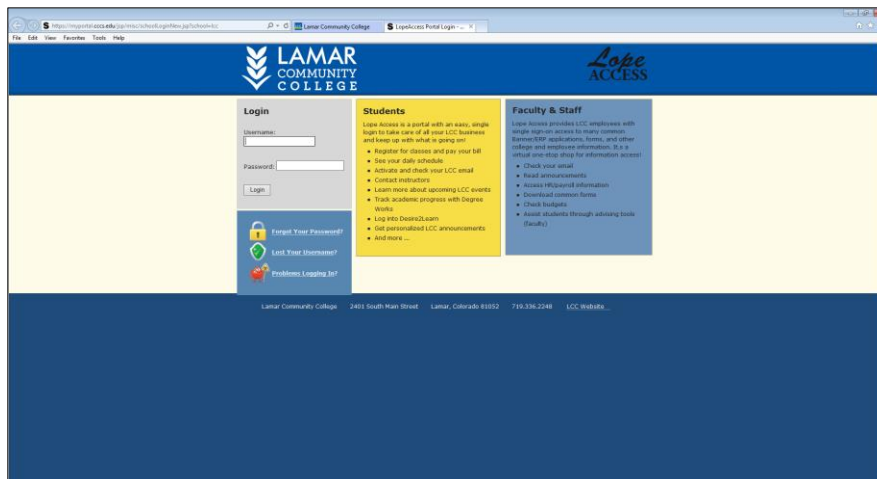 https://myportal.cccs.edu/jsp/misc/schoolLoginNew.jsp?school=lcc
Lamar Community College
LopeAccess Portal Login - ...
File Edit View Favorites Tools Help
LAMAR
COMMUNITY
COLLEGE
Lope
ACCESS
Login
Username:
Password:
Login
Forgot Your Password?
Lost Your Username?
Problems Logging In?
Students
Lope Access is a portal with an easy, single
login to take care of all your LCC business
and keep up with what is going on!
Register for classes and pay your bill
See your daily schedule
Activate and check your LCC email
Contact instructors
Learn more about upcoming LCC events
Track academic progress with Degree
Works
Log into Desire2Learn
Get personalized LCC announcements
And more ...
Faculty & Staff
Lope Access provides LCC employees with
single sign-on access to many common
Banner/ERP applications, forms, and other
college and employee information. It,s a
virtual one-stop shop for information access!
Check your email
Read announcements
Access HR/payroll information
Download common forms
Check budgets
Assist students through advising tools
(faculty)
Lamar Community College 2401 South Main Street Lamar, Colorado 81052 719.336.2248 LCC Website